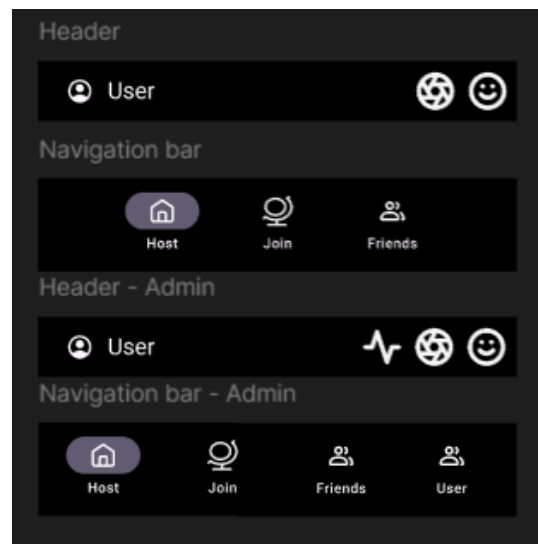 Header
User
Navigation bar
Host Join Friends
Header - Admin
User
Navigation bar - Admin
Host Join Friends User